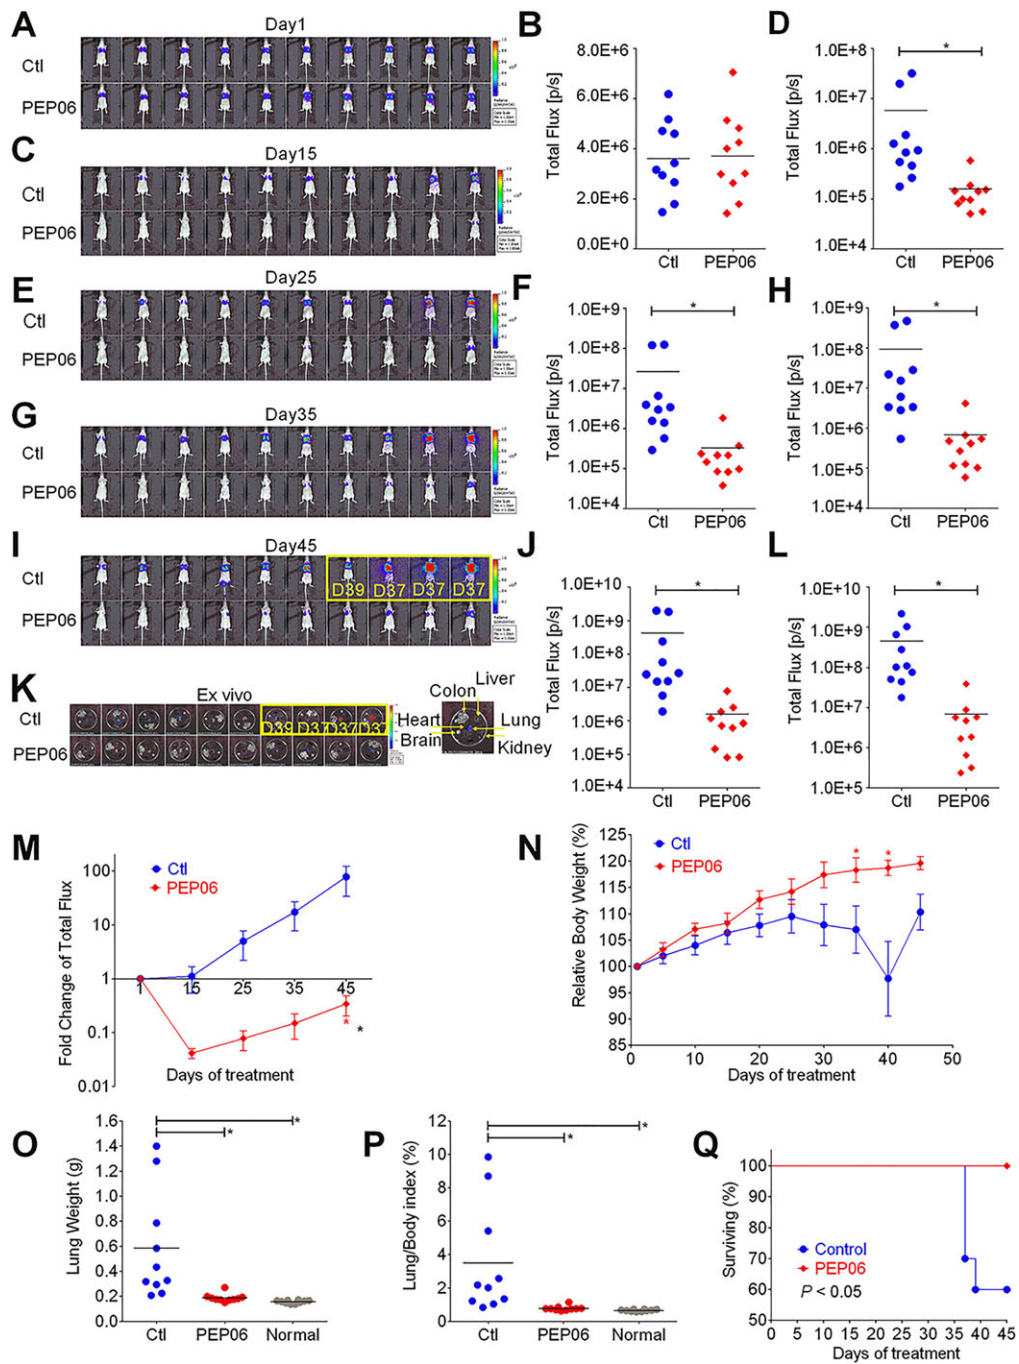 A
Day1
Ctl
PEP06
B
Total Flux [p/s]
8.0E+6
6.0E+6
4.0E+6
2.0E+6
0.0E+0
Ctl PEP06
D
Total Flux [p/s]
1.0E+8
1.0E+7
1.0E+6
1.0E+5
1.0E+4
*
Ctl PEP06
C
Day15
Ctl
PEP06
E
Day25
Ctl
PEP06
F
Total Flux [p/s]
1.0E+9
1.0E+8
1.0E+7
1.0E+6
1.0E+5
1.0E+4
*
Ctl PEP06
H
Total Flux [p/s]
1.0E+9
1.0E+8
1.0E+7
1.0E+6
1.0E+5
1.0E+4
*
Ctl PEP06
G
Day35
Ctl
PEP06
I
Day45
Ctl
D39 D37 D37 D37
PEP06
J
Total Flux [p/s]
1.0E+10
1.0E+9
1.0E+8
1.0E+7
1.0E+6
1.0E+5
1.0E+4
*
Ctl PEP06
L
Total Flux [p/s]
1.0E+10
1.0E+9
1.0E+8
1.0E+7
1.0E+6
1.0E+5
*
Ctl PEP06
K
Ex vivo
Ctl
D39 D37 D37 D37
PEP06
Liver
Colon
Heart
Lung
Brain
Kidney
M
Fold Change of Total Flux
100
10
1
0.1
0.01
Ctl
PEP06
1 15 25 35 45
* *
Days of treatment
N
Relative Body Weight (%)
125
120
115
110
105
100
95
90
85
Ctl
PEP06
* *
0 10 20 30 40 50
Days of treatment
O
Lung Weight (g)
1.6
1.4
1.2
1.0
0.8
0.6
0.4
0.2
0.0
*
*
Ctl PEP06 Normal
P
Lung/Body index (%)
12
10
8
6
4
2
0
*
*
Ctl PEP06 Normal
Q
Surviving (%)
100
90
80
70
60
50
Control
PEP06
P < 0.05
0 5 10 15 20 25 30 35 40 45
Days of treatment